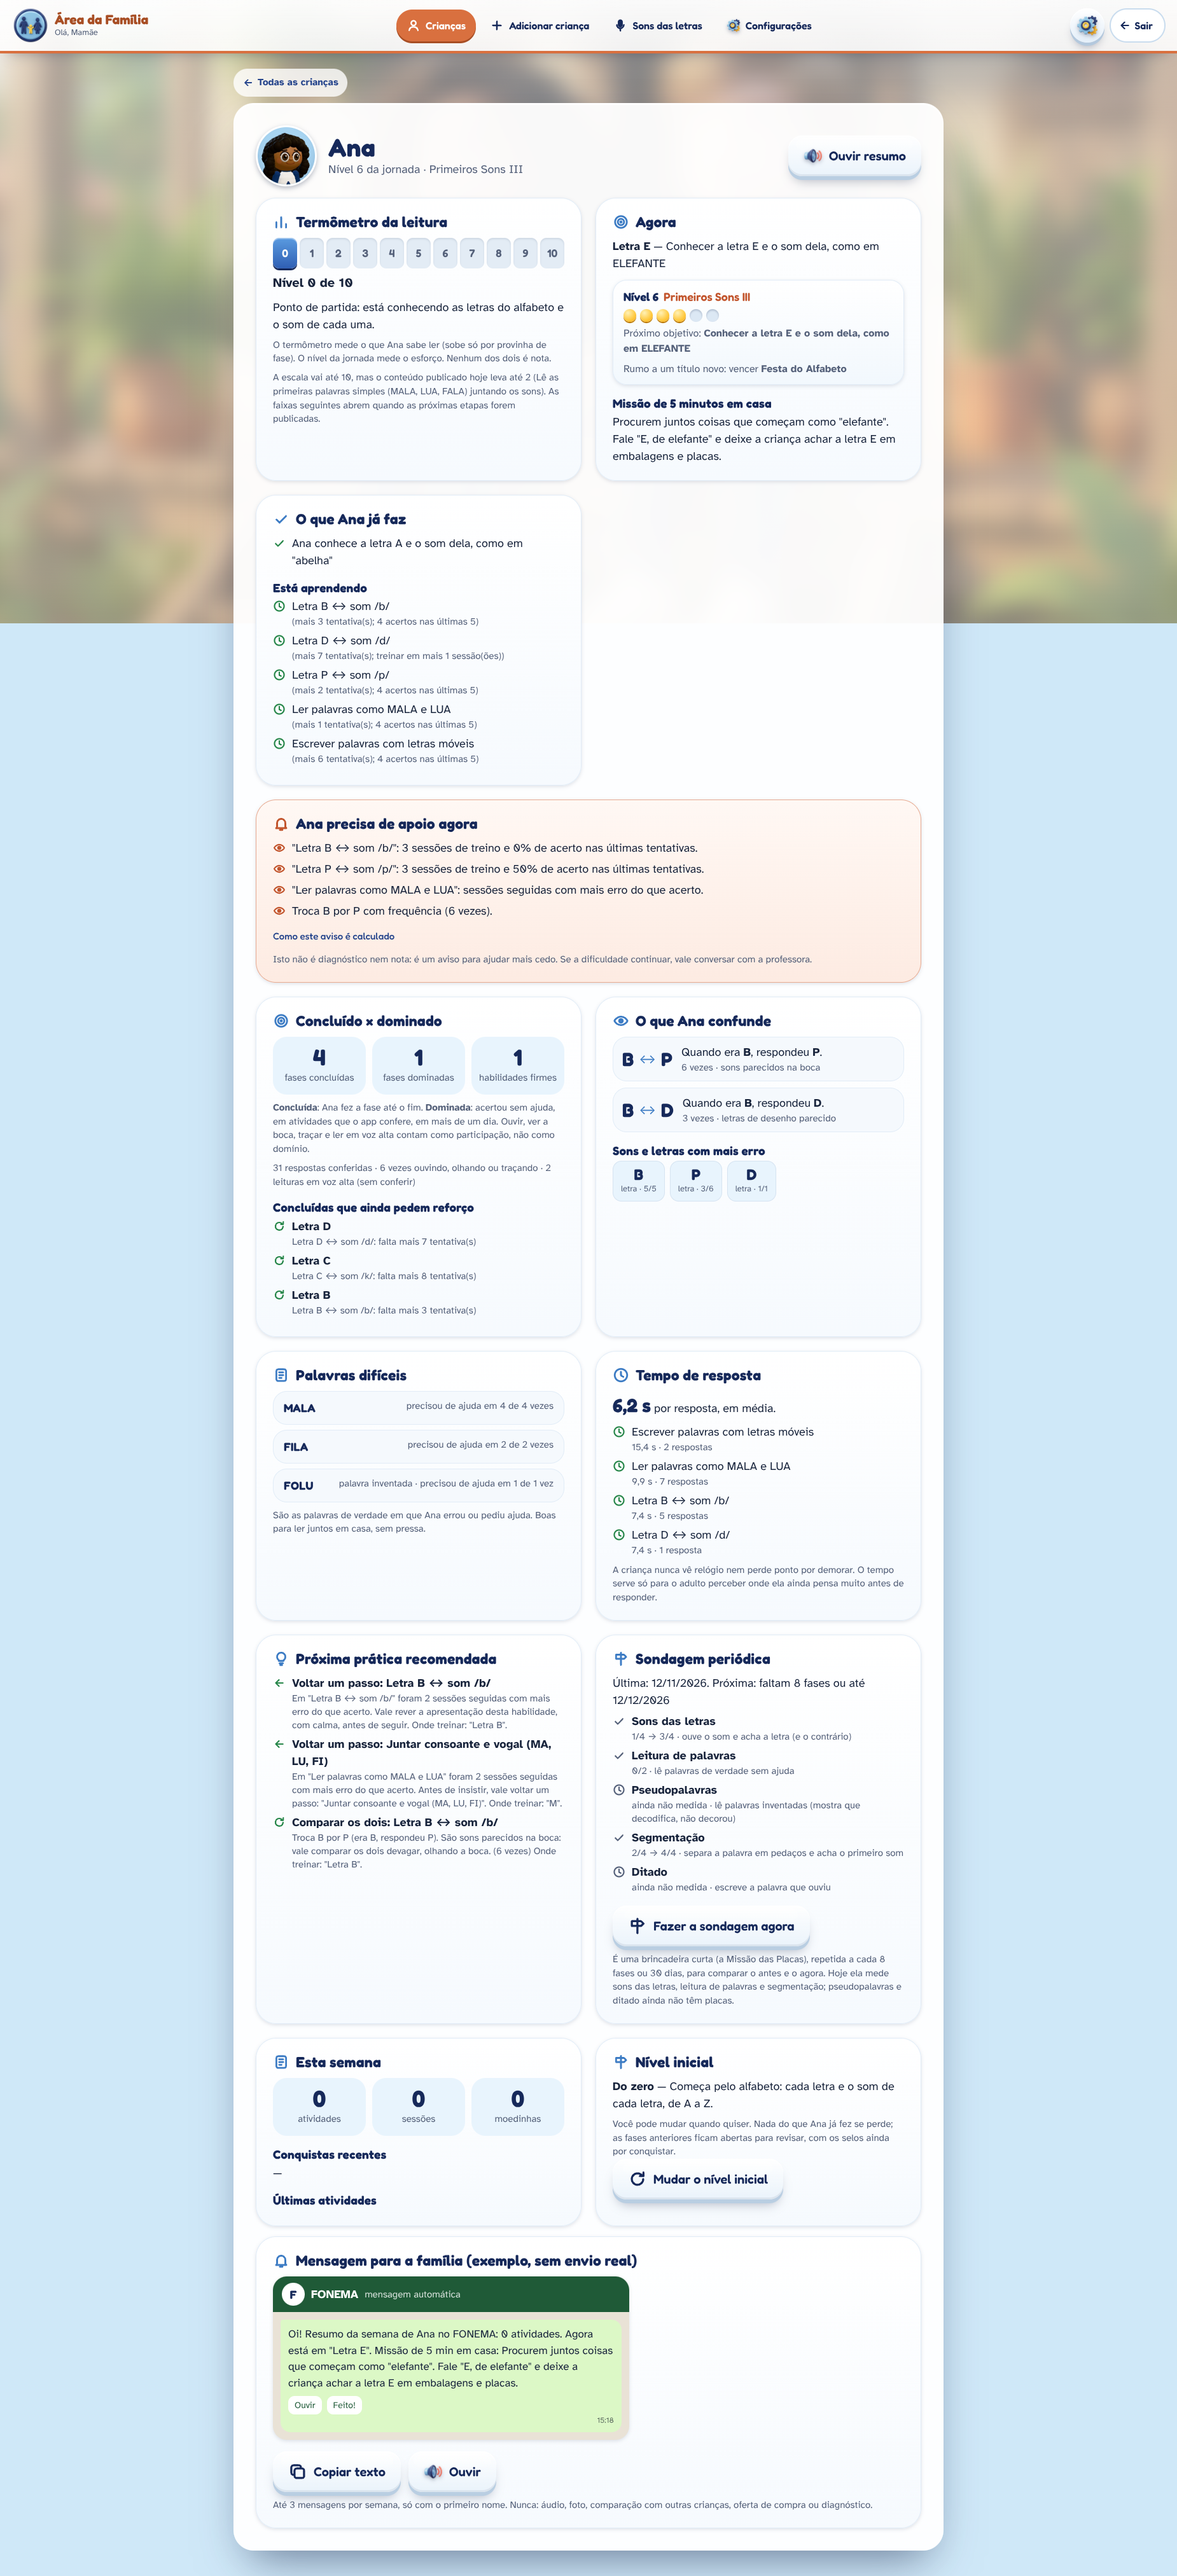 Área da Família
Olá, Mamãe
Crianças
Adicionar criança
Sons das letras
Configurações
Sair
Todas as crianças
Ana
Nível 6 da jornada · Primeiros Sons III
Ouvir resumo
Termômetro da leitura
0 1 2 3 4 5 6 7 8 9 10
Nível 0 de 10
Ponto de partida: está conhecendo as letras do alfabeto e
o som de cada uma.
O termômetro mede o que Ana sabe ler (sobe só por provinha de
fase). O nível da jornada mede o esforço. Nenhum dos dois é nota.
A escala vai até 10, mas o conteúdo publicado hoje leva até 2 (Lê as
primeiras palavras simples (MALA, LUA, FALA) juntando os sons). As
faixas seguintes abrem quando as próximas etapas forem
publicadas.
Agora
Letra E — Conhecer a letra E e o som dela, como em
ELEFANTE
Nível 6 Primeiros Sons III
Próximo objetivo: Conhecer a letra E e o som dela, como
em ELEFANTE
Rumo a um título novo: vencer Festa do Alfabeto
Missão de 5 minutos em casa
Procurem juntos coisas que começam como "elefante".
Fale "E, de elefante" e deixe a criança achar a letra E em
embalagens e placas.
O que Ana já faz
Ana conhece a letra A e o som dela, como em
"abelha"
Está aprendendo
Letra B ↔ som /b/
(mais 3 tentativa(s); 4 acertos nas últimas 5)
Letra D ↔ som /d/
(mais 7 tentativa(s); treinar em mais 1 sessão(ões))
Letra P ↔ som /p/
(mais 2 tentativa(s); 4 acertos nas últimas 5)
Ler palavras como MALA e LUA
(mais 1 tentativa(s); 4 acertos nas últimas 5)
Escrever palavras com letras móveis
(mais 6 tentativa(s); 4 acertos nas últimas 5)
Ana precisa de apoio agora
"Letra B ↔ som /b/": 3 sessões de treino e 0% de acerto nas últimas tentativas.
"Letra P ↔ som /p/": 3 sessões de treino e 50% de acerto nas últimas tentativas.
"Ler palavras como MALA e LUA": sessões seguidas com mais erro do que acerto.
Troca B por P com frequência (6 vezes).
Como este aviso é calculado
Isto não é diagnóstico nem nota: é um aviso para ajudar mais cedo. Se a dificuldade continuar, vale conversar com a professora.
Concluído × dominado
4 1 1
fases concluídas fases dominadas habilidades firmes
Concluída: Ana fez a fase até o fim. Dominada: acertou sem ajuda,
em atividades que o app confere, em mais de um dia. Ouvir, ver a
boca, traçar e ler em voz alta contam como participação, não como
domínio.
31 respostas conferidas · 6 vezes ouvindo, olhando ou traçando · 2
leituras em voz alta (sem conferir)
Concluídas que ainda pedem reforço
Letra D
Letra D ↔ som /d/: falta mais 7 tentativa(s)
Letra C
Letra C ↔ som /k/: falta mais 8 tentativa(s)
Letra B
Letra B ↔ som /b/: falta mais 3 tentativa(s)
O que Ana confunde
B ↔ P Quando era B, respondeu P.
6 vezes · sons parecidos na boca
B ↔ D Quando era B, respondeu D.
3 vezes · letras de desenho parecido
Sons e letras com mais erro
B P D
letra · 5/5 letra · 3/6 letra · 1/1
Palavras difíceis
MALA precisou de ajuda em 4 de 4 vezes
FILA precisou de ajuda em 2 de 2 vezes
FOLU palavra inventada · precisou de ajuda em 1 de 1 vez
São as palavras de verdade em que Ana errou ou pediu ajuda. Boas
para ler juntos em casa, sem pressa.
Tempo de resposta
6,2 s por resposta, em média.
Escrever palavras com letras móveis
15,4 s · 2 respostas
Ler palavras como MALA e LUA
9,9 s · 7 respostas
Letra B ↔ som /b/
7,4 s · 5 respostas
Letra D ↔ som /d/
7,4 s · 1 resposta
A criança nunca vê relógio nem perde ponto por demorar. O tempo
serve só para o adulto perceber onde ela ainda pensa muito antes de
responder.
Próxima prática recomendada
Voltar um passo: Letra B ↔ som /b/
Em "Letra B ↔ som /b/" foram 2 sessões seguidas com mais
erro do que acerto. Vale rever a apresentação desta habilidade,
com calma, antes de seguir. Onde treinar: "Letra B".
Voltar um passo: Juntar consoante e vogal (MA,
LU, FI)
Em "Ler palavras como MALA e LUA" foram 2 sessões seguidas
com mais erro do que acerto. Antes de insistir, vale voltar um
passo: "Juntar consoante e vogal (MA, LU, FI)". Onde treinar: "M".
Comparar os dois: Letra B ↔ som /b/
Troca B por P (era B, respondeu P). São sons parecidos na boca:
vale comparar os dois devagar, olhando a boca. (6 vezes) Onde
treinar: "Letra B".
Sondagem periódica
Última: 12/11/2026. Próxima: faltam 8 fases ou até
12/12/2026
Sons das letras
1/4 → 3/4 · ouve o som e acha a letra (e o contrário)
Leitura de palavras
0/2 · lê palavras de verdade sem ajuda
Pseudopalavras
ainda não medida · lê palavras inventadas (mostra que
decodifica, não decorou)
Segmentação
2/4 → 4/4 · separa a palavra em pedaços e acha o primeiro som
Ditado
ainda não medida · escreve a palavra que ouviu
Fazer a sondagem agora
É uma brincadeira curta (a Missão das Placas), repetida a cada 8
fases ou 30 dias, para comparar o antes e o agora. Hoje ela mede
sons das letras, leitura de palavras e segmentação; pseudopalavras e
ditado ainda não têm placas.
Esta semana
0 0 0
atividades sessões moedinhas
Conquistas recentes
—
Últimas atividades
Nível inicial
Do zero — Começa pelo alfabeto: cada letra e o som de
cada letra, de A a Z.
Você pode mudar quando quiser. Nada do que Ana já fez se perde;
as fases anteriores ficam abertas para revisar, com os selos ainda
por conquistar.
Mudar o nível inicial
Mensagem para a família (exemplo, sem envio real)
F FONEMA mensagem automática
Oi! Resumo da semana de Ana no FONEMA: 0 atividades. Agora
está em "Letra E". Missão de 5 min em casa: Procurem juntos coisas
que começam como "elefante". Fale "E, de elefante" e deixe a
criança achar a letra E em embalagens e placas.
Ouvir Feito!
15:18
Copiar texto
Ouvir
Até 3 mensagens por semana, só com o primeiro nome. Nunca: áudio, foto, comparação com outras crianças, oferta de compra ou diagnóstico.